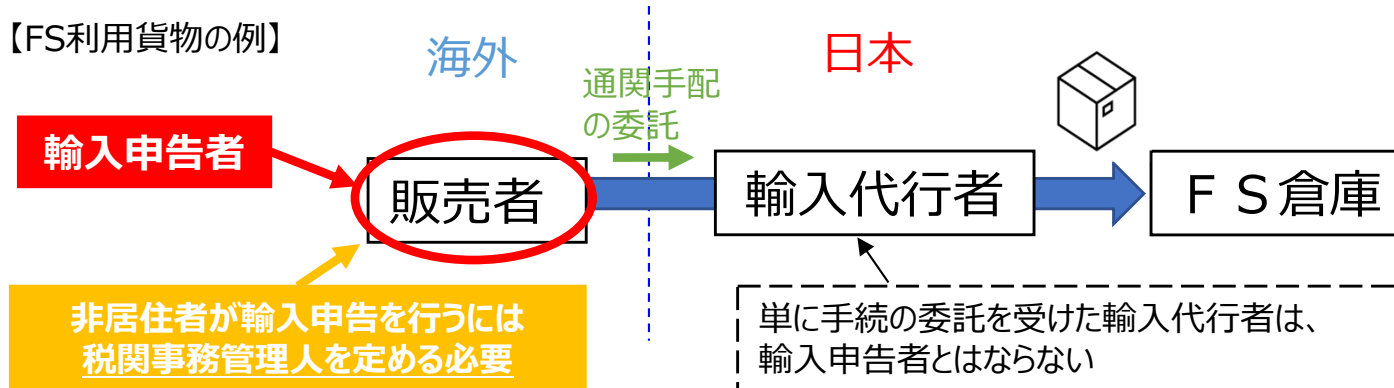 【FS利用貨物の例】
海外
日本
通関手配
の委託
輸入申告者
販売者
輸入代行者
ＦＳ倉庫
非居住者が輸入申告を行うには
税関事務管理人を定める必要
単に手続の委託を受けた輸入代行者は、
輸入申告者とはならない